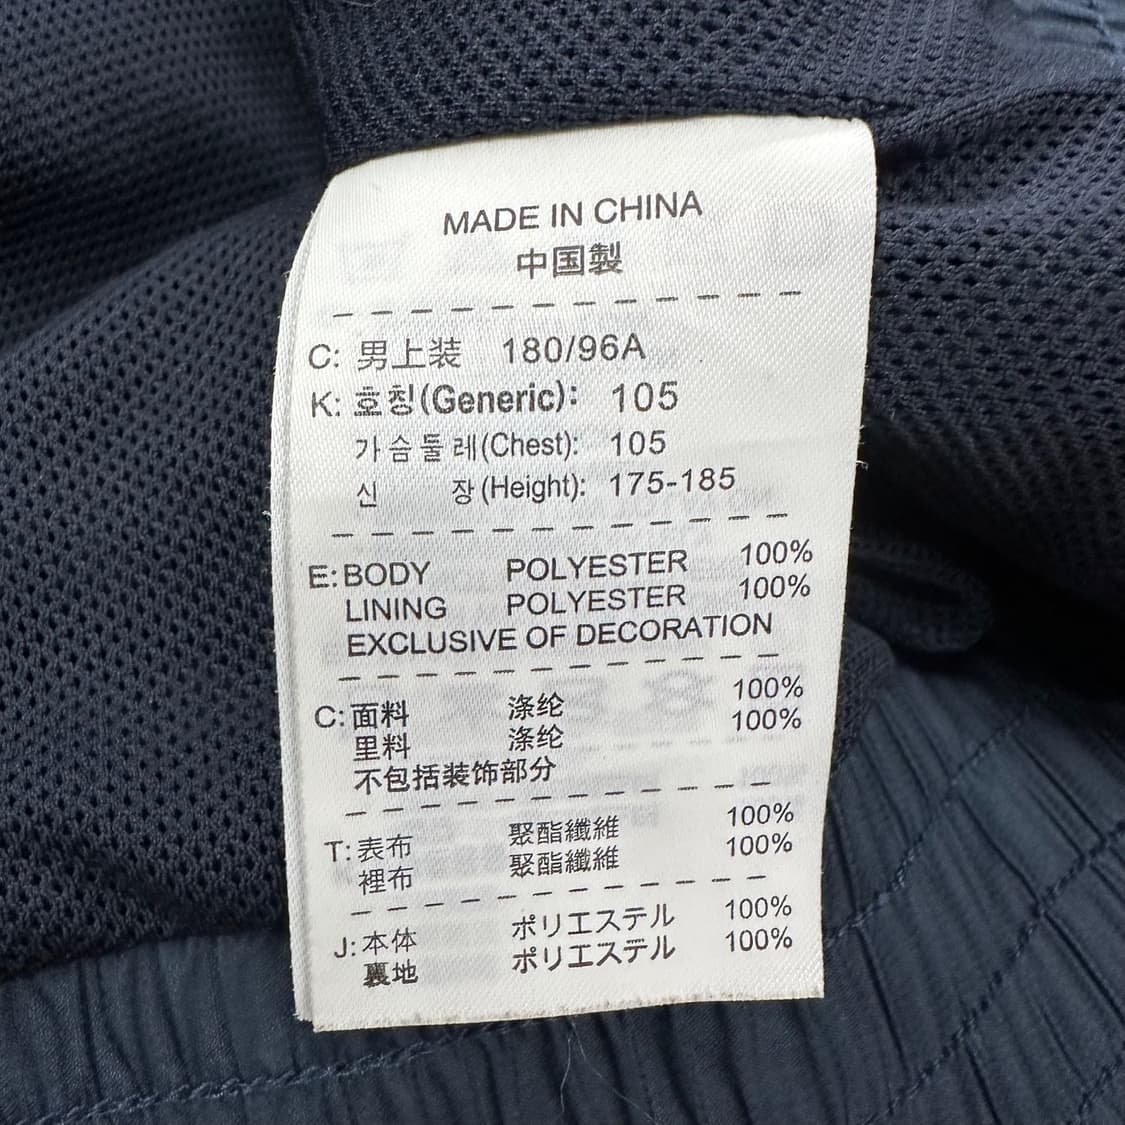 MADE IN CHINA
中国製
C: 男上装 180/96A
K: 호칭(Generic): 105
가슴둘레(Chest): 105
신 장(Height): 175-185
E: BODY POLYESTER 100%
LINING POLYESTER 100%
EXCLUSIVE OF DECORATION
C: 面料 涤纶 100%
里料 涤纶 100%
不包括装饰部分
T: 表布 聚酯纖維 100%
裡布 聚酯纖維 100%
J: 本体 ポリエステル 100%
裏地 ポリエステル 100%